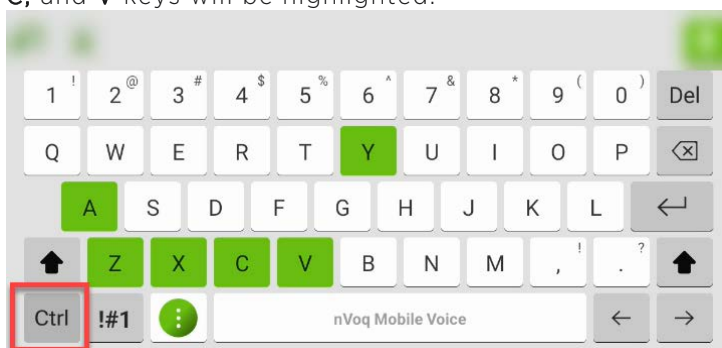 C, and V keys will be highlighted.
1 ! 2 @ 3 # 4 $ 5 % 6 ^ 7 & 8 * 9 ( 0 ) Del
Q W E R T Y U I O P
A S D F G H J K L
Z X C V B N M , ! . ?
Ctrl !#1 nVoq Mobile Voice ← →